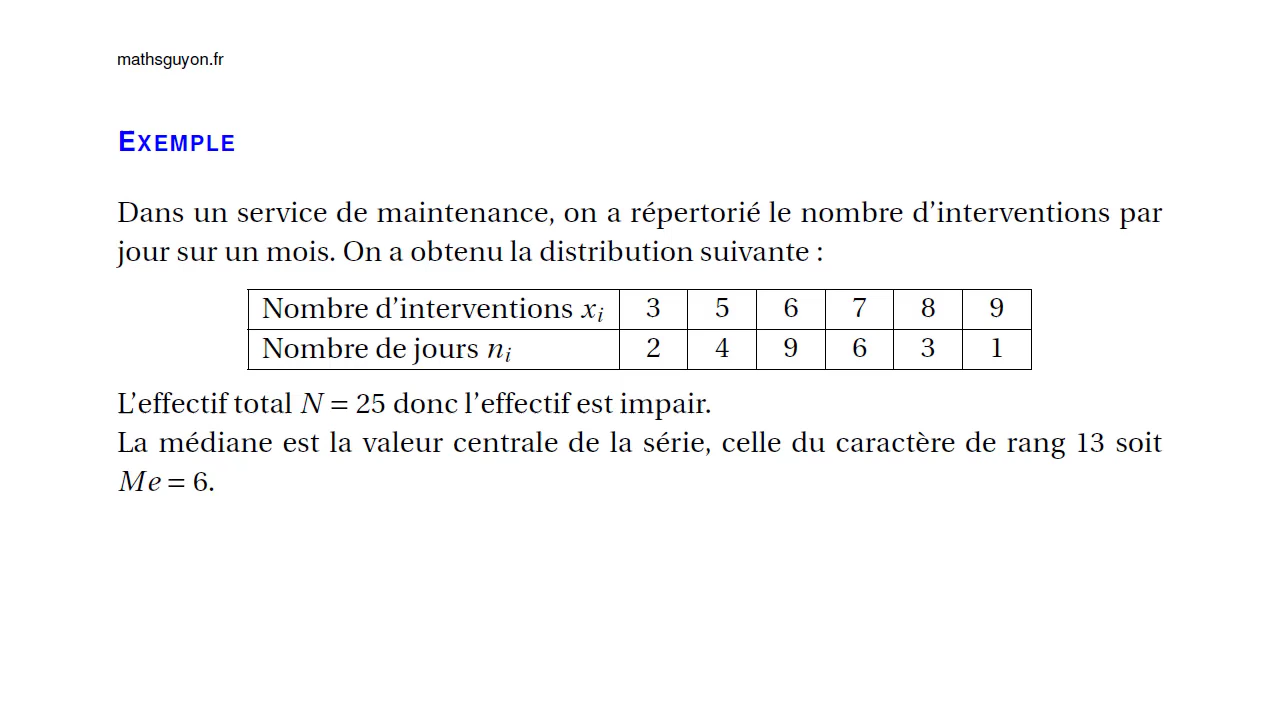 mathsguyon.fr
EXEMPLE
Dans un service de maintenance, on a répertorié le nombre d’interventions par
jour sur un mois. On a obtenu la distribution suivante :
Nombre d’interventions xi 3 5 6 7 8 9
Nombre de jours ni 2 4 9 6 3 1
L’effectif total N = 25 donc l’effectif est impair.
La médiane est la valeur centrale de la série, celle du caractère de rang 13 soit
Me = 6.